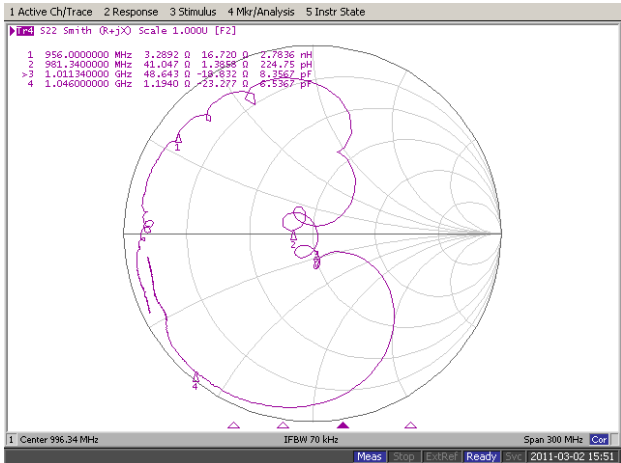 1 Active Ch/Trace 2 Response 3 Stimulus 4 Mkr/Analysis 5 Instr State
Tr4 S22 Smith (R+jX) Scale 1.000U [F2]
1 956.0000000 MHz 3.2892 Ω 16.720 Ω 2.7836 nH
2 981.3400000 MHz 41.047 Ω 1.3858 Ω 224.75 pH
>3 1.011340000 GHz 48.643 Ω -18.832 Ω 8.3567 pF
4 1.046000000 GHz 1.1940 Ω -23.277 Ω 6.5367 pF
1
2
3
4
1 Center 996.34 MHz IFBW 70 kHz Span 300 MHz Cor
Meas Stop ExtRef Ready Svc 2011-03-02 15:51